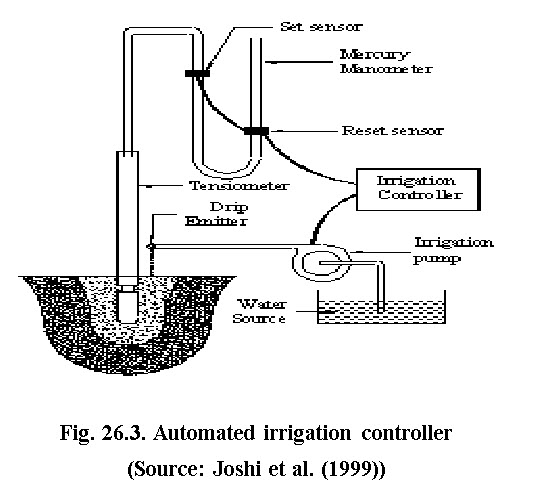 Set sensor
Mercury
Manometer
Reset sensor
Tensiometer
Irrigation
Controller
Drip
Emitter
Irrigation
pump
Water
Source
Fig. 26.3. Automated irrigation controller
(Source: Joshi et al. (1999))